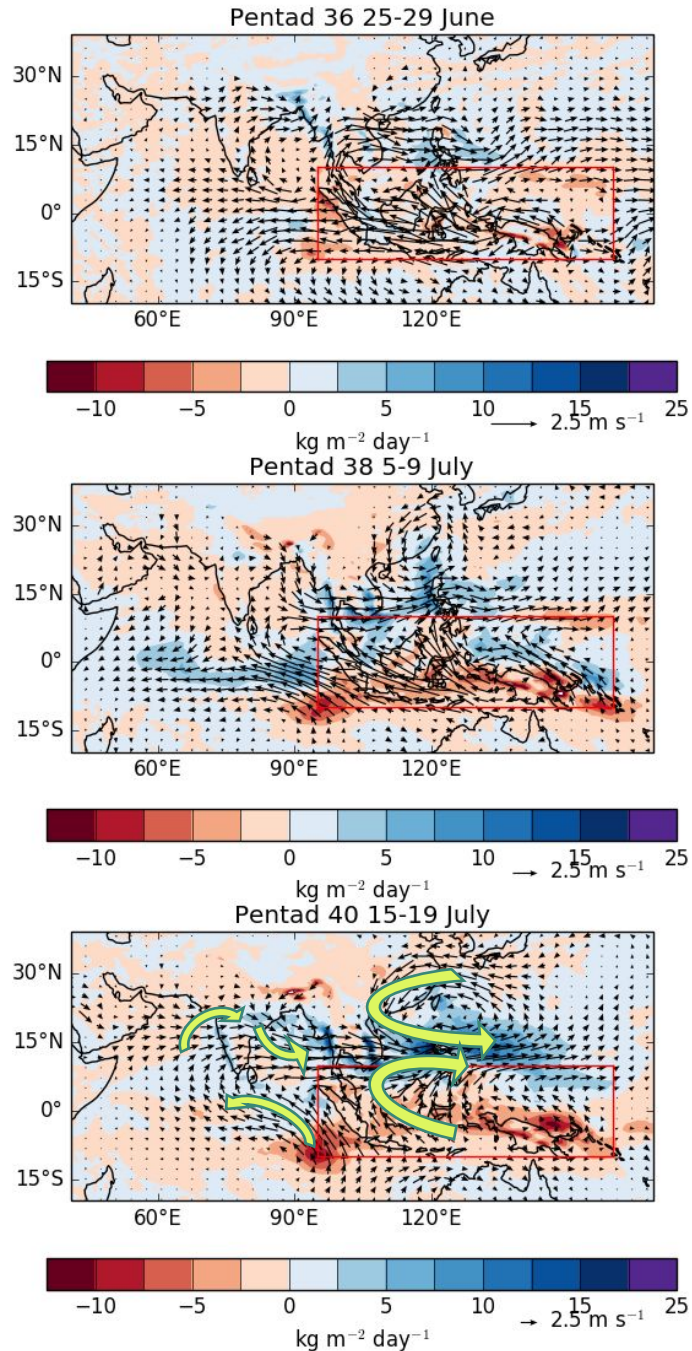 Pentad 36 25-29 June
30°N
15°N
0°
15°S
60°E 90°E 120°E
−10 −5 0 5 10 15 25
kg m⁻² day⁻¹ 2.5 m s⁻¹
Pentad 38 5-9 July
30°N
15°N
0°
15°S
60°E 90°E 120°E
−10 −5 0 5 10 15 25
kg m⁻² day⁻¹ 2.5 m s⁻¹
Pentad 40 15-19 July
30°N
15°N
0°
15°S
60°E 90°E 120°E
−10 −5 0 5 10 15 25
kg m⁻² day⁻¹ 2.5 m s⁻¹